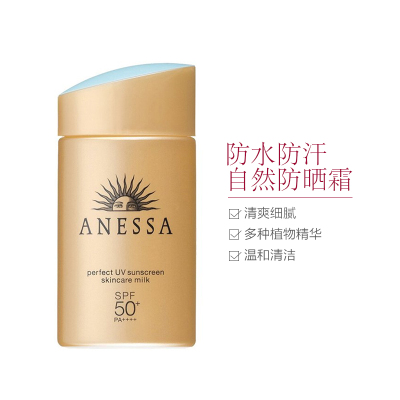 ANESSA
perfect UV sunscreen
skincare milk
SPF
50+
PA++++
防水防汗
自然防晒霜
清爽细腻
多种植物精华
温和清洁